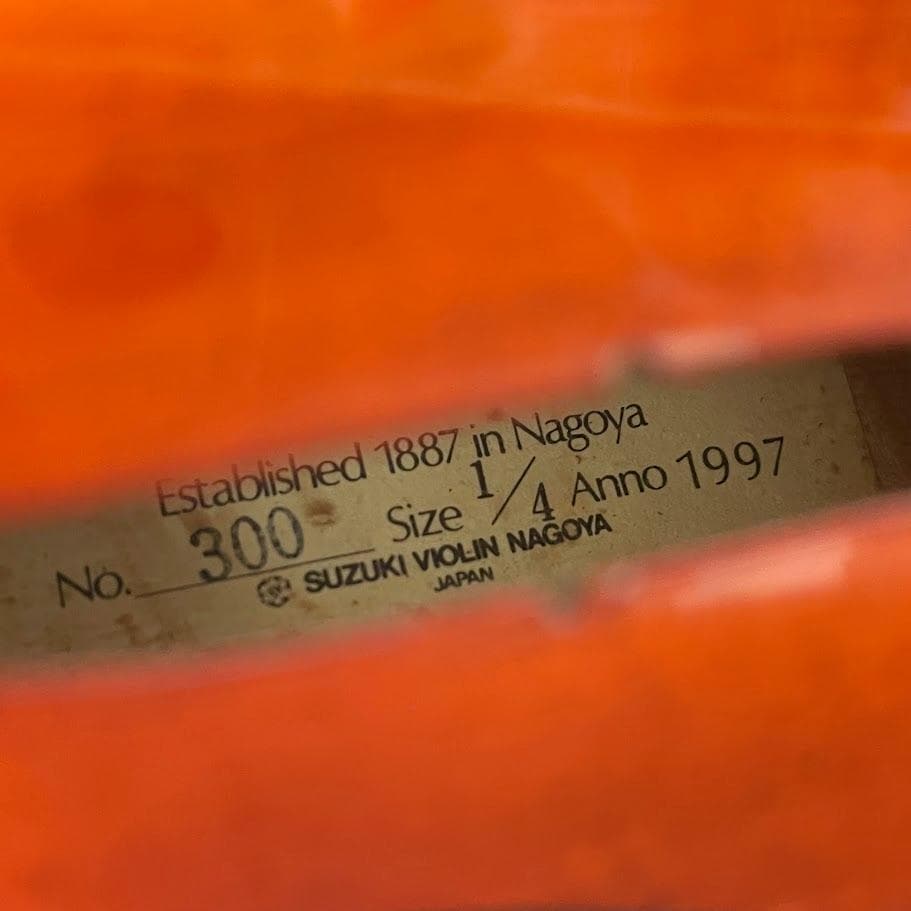 Established 1887 in Nagoya
No. 300 Size 1/4 Anno 1997
SUZUKI VIOLIN NAGOYA
JAPAN